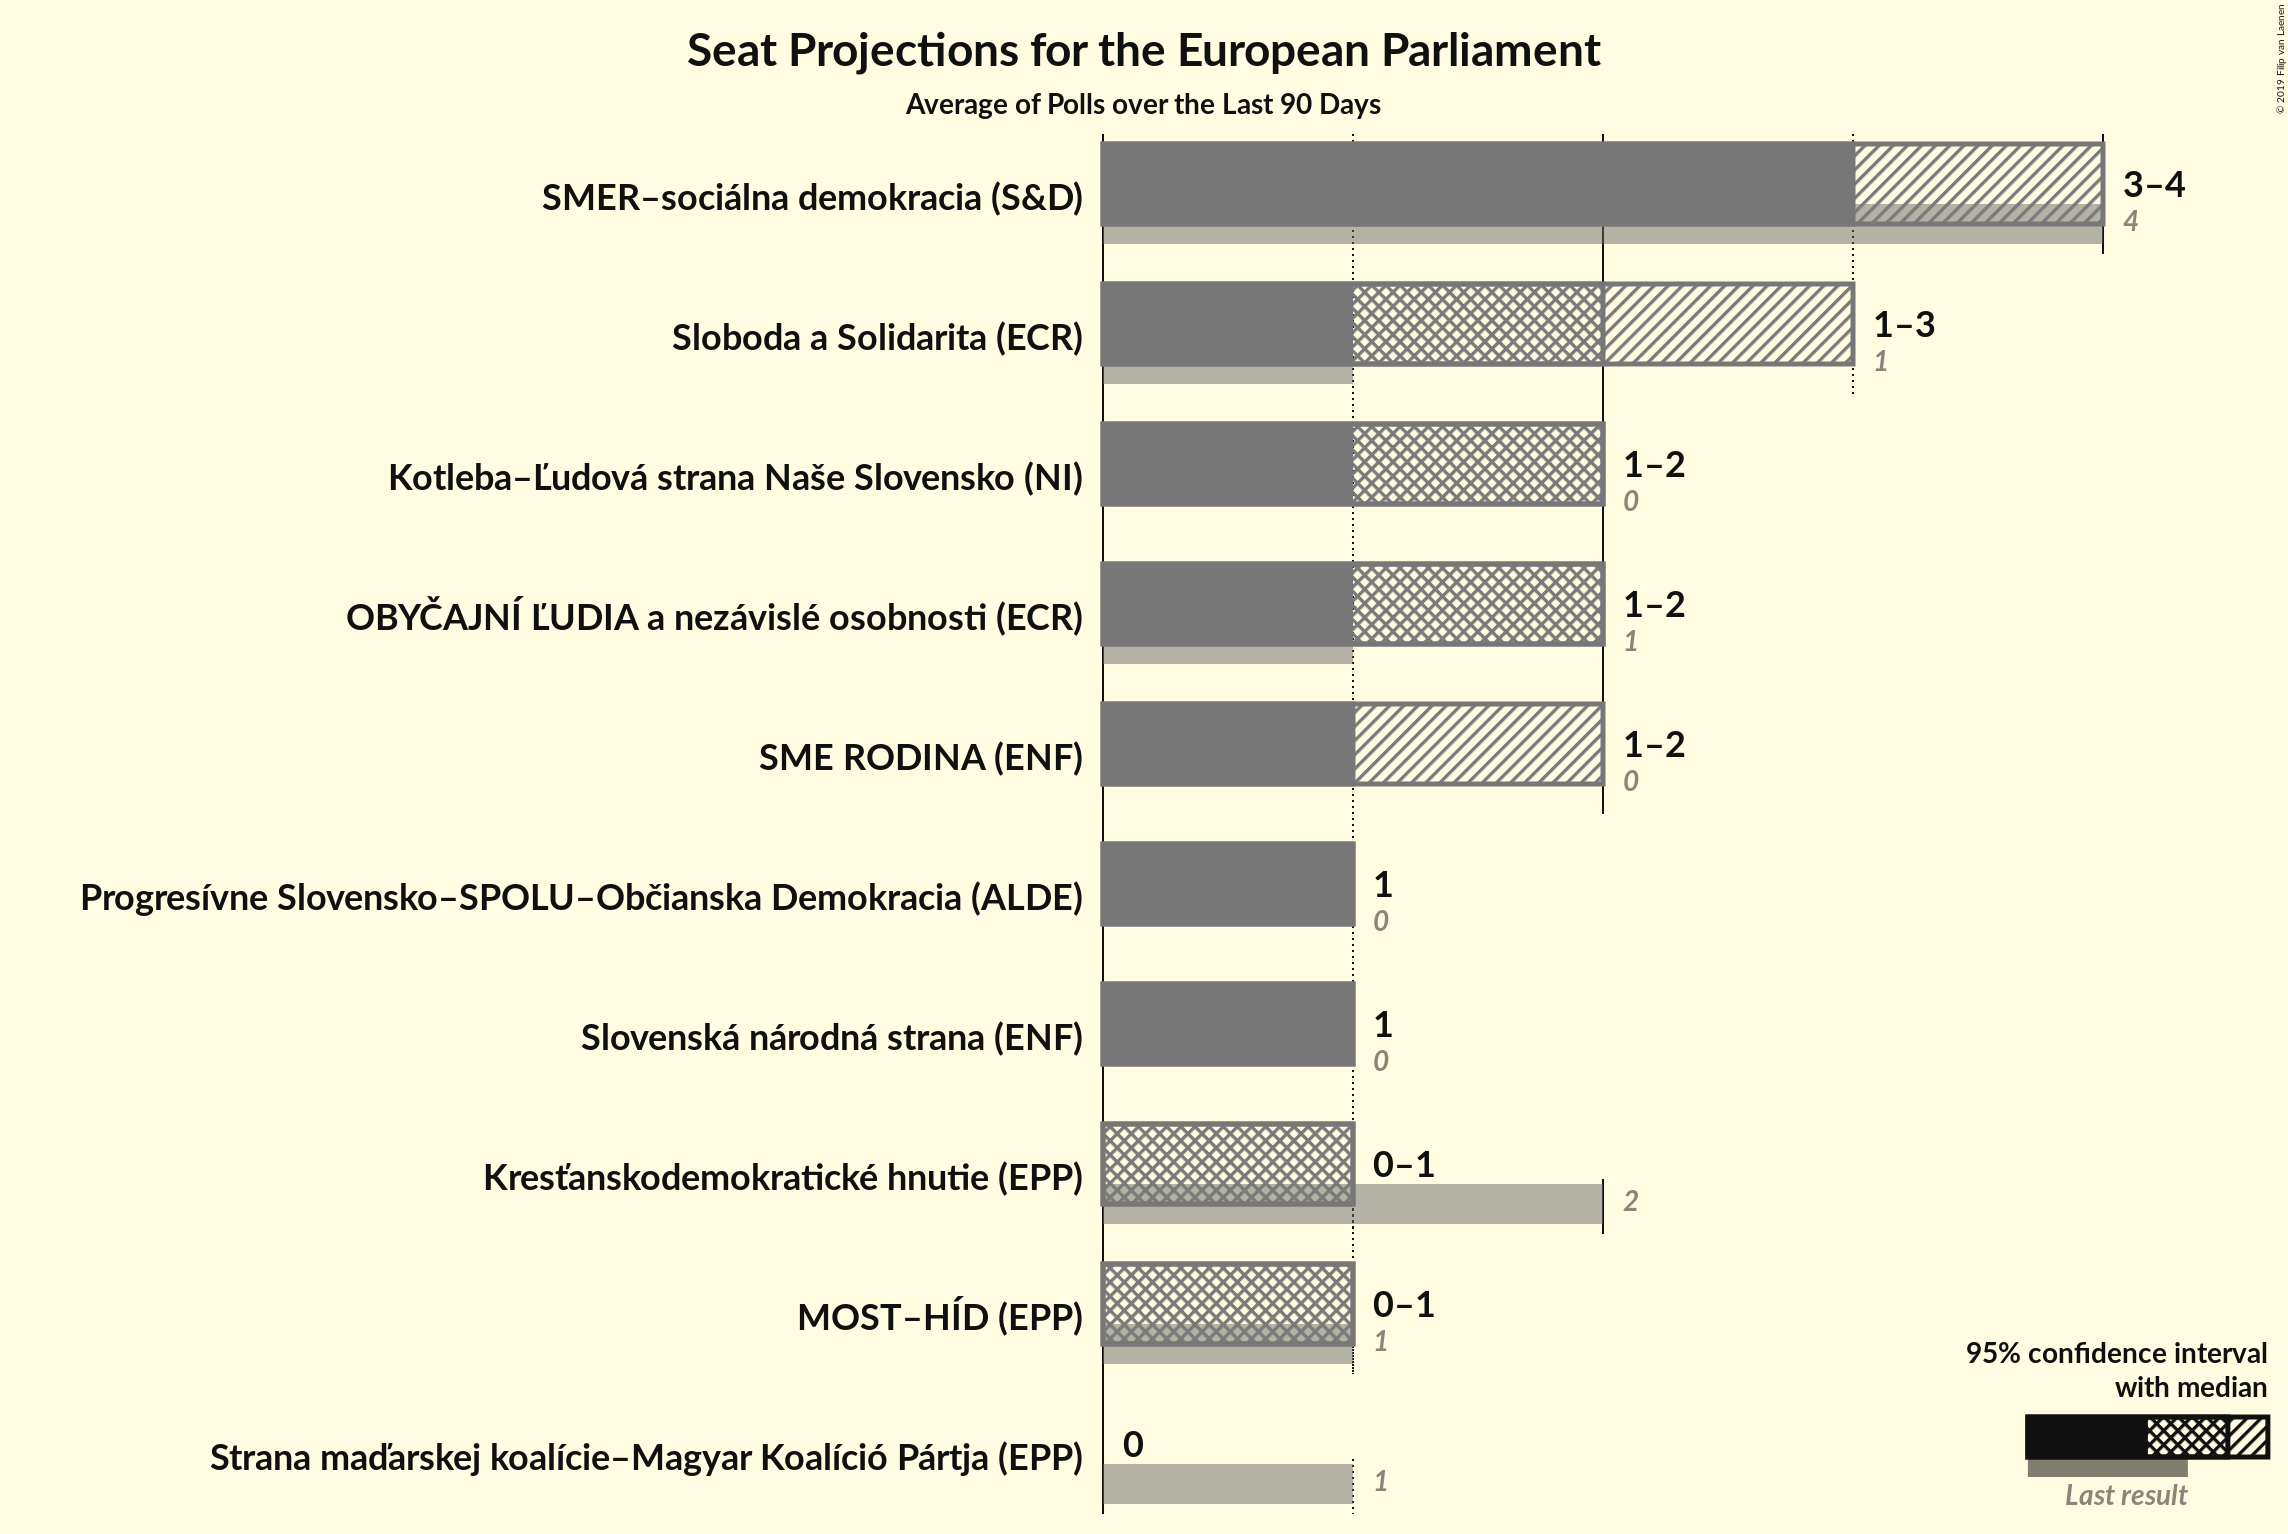 Seat Projections for the European Parliament
Average of Polls over the Last 90 Days
© 2019 Filip van Laenen
SMER–sociálna demokracia (S&D)
3–4
4
Sloboda a Solidarita (ECR)
1–3
1
Kotleba–Ľudová strana Naše Slovensko (NI)
1–2
0
OBYČAJNÍ ĽUDIA a nezávislé osobnosti (ECR)
1–2
1
SME RODINA (ENF)
1–2
0
Progresívne Slovensko–SPOLU–Občianska Demokracia (ALDE)
1
0
Slovenská národná strana (ENF)
1
0
Kresťanskodemokratické hnutie (EPP)
0–1
2
MOST–HÍD (EPP)
0–1
1
Strana maďarskej koalície–Magyar Koalíció Pártja (EPP)
0
1
95% confidence interval
with median
Last result